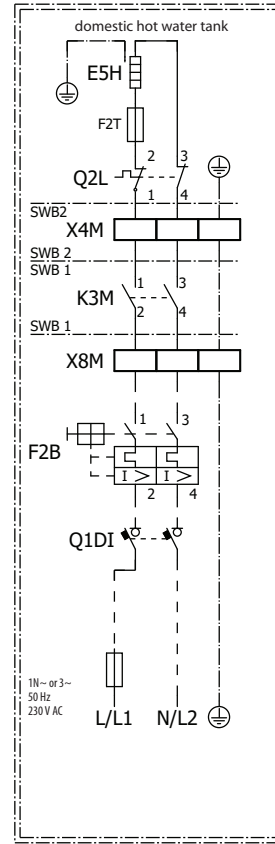 domestic hot water tank
E5H
F2T
2 3
Q2L
1 4
SWB2
X4M
SWB 2
SWB 1
1 3
K3M
2 4
SWB 1
X8M
1 3
F2B
I > I >
2 4
Q1DI
1N~ or 3~
50 Hz
230 V AC
L/L1 N/L2